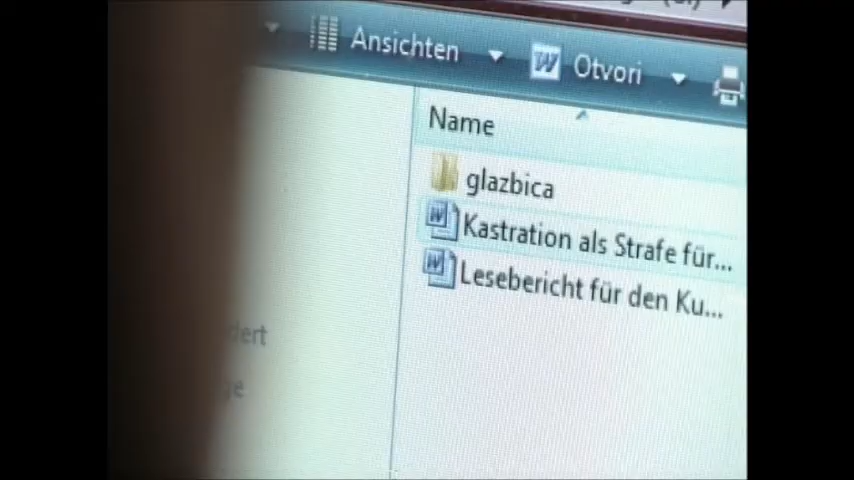 Ansichten Otvori
Name
glazbica
Kastration als Strafe für...
Lesebericht für den Ku...